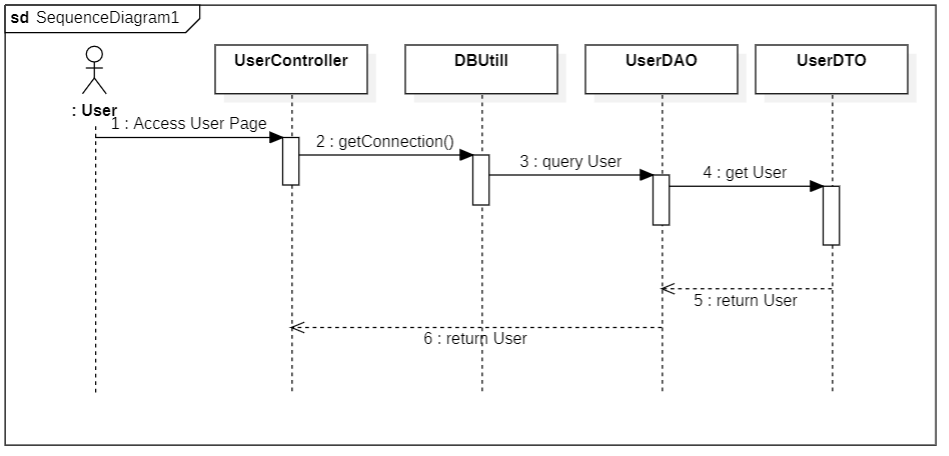 sd SequenceDiagram1
UserController
DBUtill
UserDAO
UserDTO
: User
1 : Access User Page
2 : getConnection()
3 : query User
4 : get User
5 : return User
6 : return User